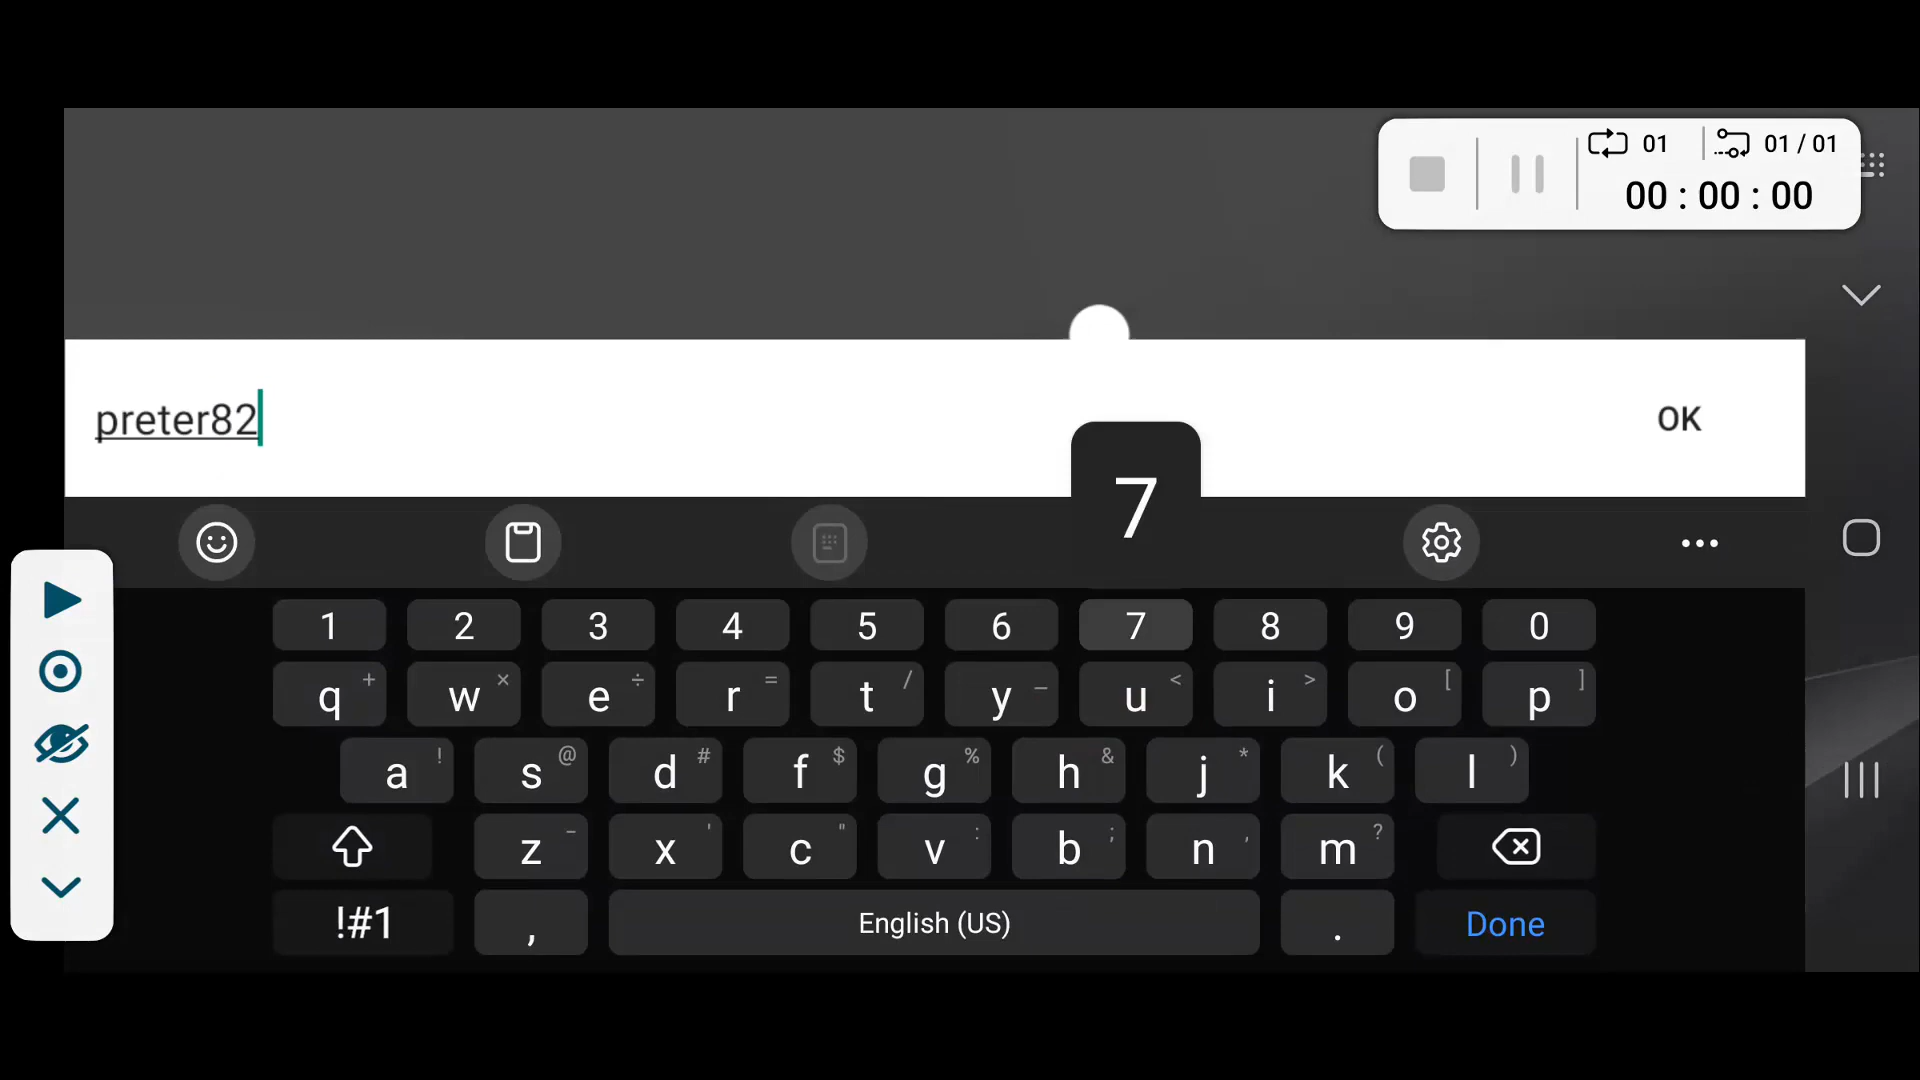 01 01 / 01
00 : 00 : 00
preter82 OK
7
1 2 3 4 5 6 7 8 9 0
q + w × e ÷ r = t / y _ u < i > o [ p ]
a ! s @ d # f $ g % h & j * k ( l )
z - x ' c " v : b ; n , m ?
!#1 , English (US) . Done